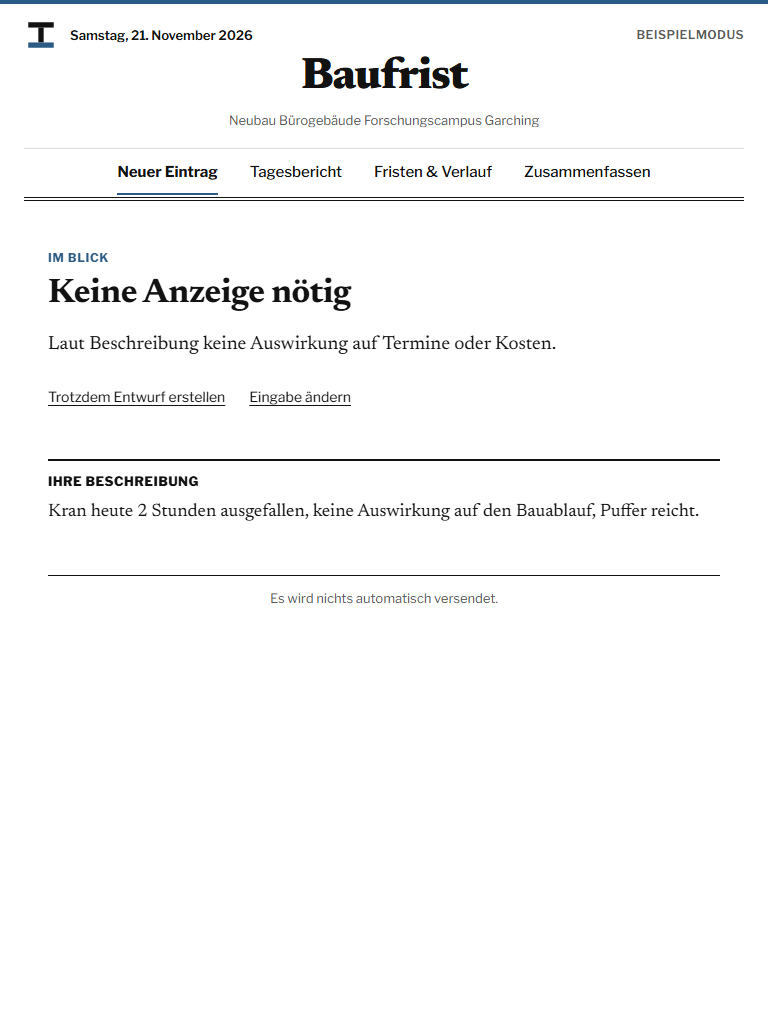 Samstag, 21. November 2026
BEISPIELMODUS
Baufrist
Neubau Bürogebäude Forschungscampus Garching
Neuer Eintrag
Tagesbericht
Fristen & Verlauf
Zusammenfassen
IM BLICK
Keine Anzeige nötig
Laut Beschreibung keine Auswirkung auf Termine oder Kosten.
Trotzdem Entwurf erstellen
Eingabe ändern
IHRE BESCHREIBUNG
Kran heute 2 Stunden ausgefallen, keine Auswirkung auf den Bauablauf, Puffer reicht.
Es wird nichts automatisch versendet.